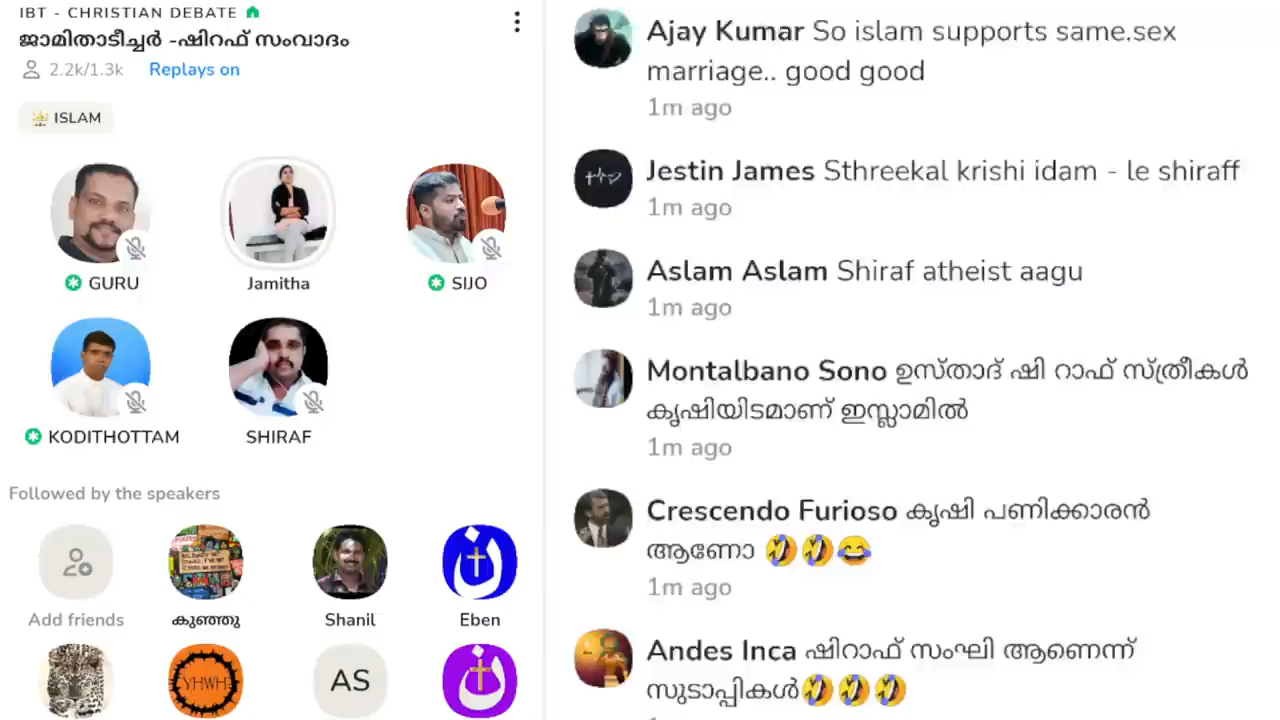 IBT - CHRISTIAN DEBATE
ജാമിതാടീച്ചർ -ഷിറഫ് സംവാദം
2.2k/1.3k Replays on
ISLAM
GURU
Jamitha
SIJO
KODITHOTTAM
SHIRAF
Followed by the speakers
Add friends
കുഞ്ഞു
Shanil
Eben
YHWH
AS
Ajay Kumar So islam supports same.sex
marriage.. good good
1m ago
Jestin James Sthreekal krishi idam - le shiraff
1m ago
Aslam Aslam Shiraf atheist aagu
1m ago
Montalbano Sono ഉസ്താദ് ഷി റാഫ് സ്ത്രീകൾ
കൃഷിയിടമാണ് ഇസ്ലാമിൽ
1m ago
Crescendo Furioso കൃഷി പണിക്കാരൻ
ആണോ 🤣🤣😂
1m ago
Andes Inca ഷിറാഫ് സംഘി ആണെന്ന്
സുടാപ്പികൾ🤣🤣🤣